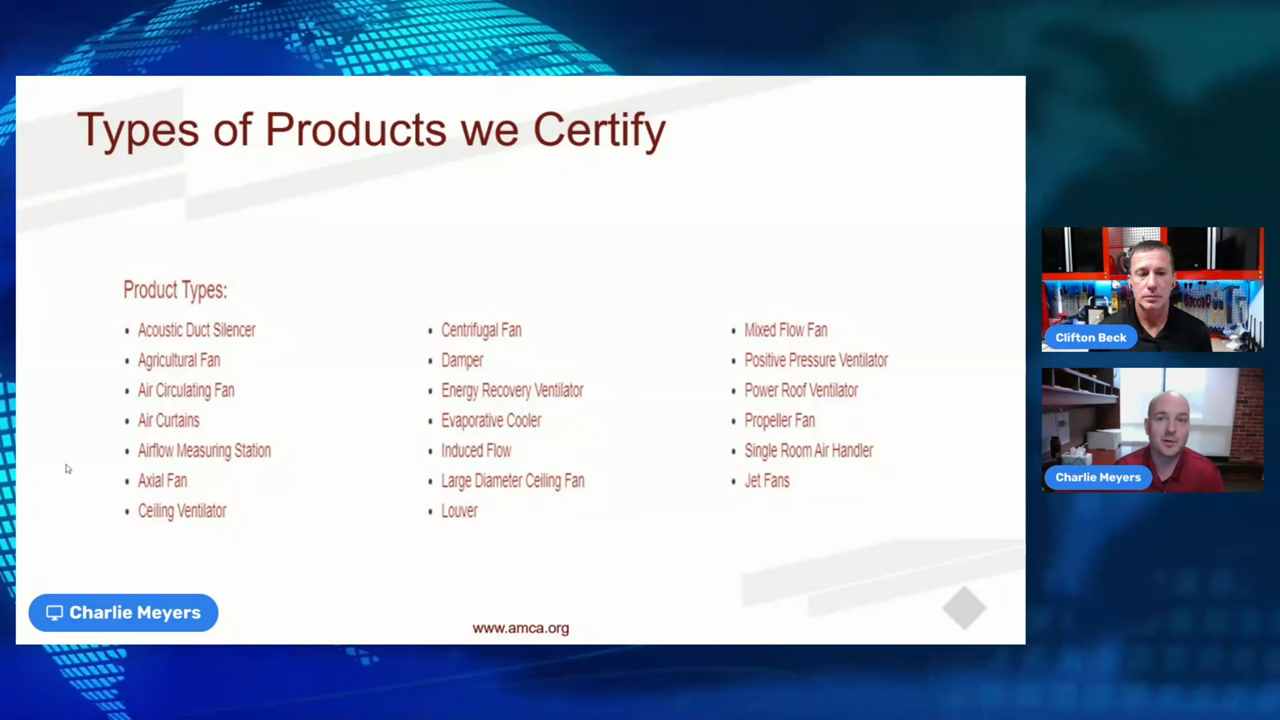 Types of Products we Certify
Product Types:
Acoustic Duct Silencer
Agricultural Fan
Air Circulating Fan
Air Curtains
Airflow Measuring Station
Axial Fan
Ceiling Ventilator
Centrifugal Fan
Damper
Energy Recovery Ventilator
Evaporative Cooler
Induced Flow
Large Diameter Ceiling Fan
Louver
Mixed Flow Fan
Positive Pressure Ventilator
Power Roof Ventilator
Propeller Fan
Single Room Air Handler
Jet Fans
Charlie Meyers
www.amca.org
Clifton Beck
Charlie Meyers